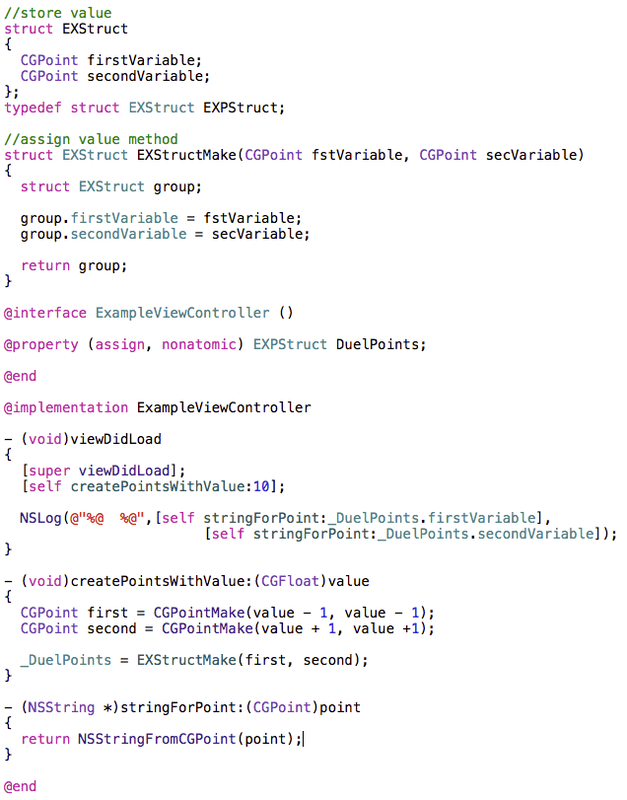 //store value
struct EXStruct
{
  CGPoint firstVariable;
  CGPoint secondVariable;
};
typedef struct EXStruct EXPStruct;

//assign value method
struct EXStruct EXStructMake(CGPoint fstVariable, CGPoint secVariable)
{
  struct EXStruct group;

  group.firstVariable = fstVariable;
  group.secondVariable = secVariable;

  return group;
}

@interface ExampleViewController ()

@property (assign, nonatomic) EXPStruct DuelPoints;

@end

@implementation ExampleViewController

- (void)viewDidLoad
{
  [super viewDidLoad];
  [self createPointsWithValue:10];

  NSLog(@"%@  %@",[self stringForPoint:_DuelPoints.firstVariable],
                        [self stringForPoint:_DuelPoints.secondVariable]);
}

- (void)createPointsWithValue:(CGFloat)value
{
  CGPoint first = CGPointMake(value - 1, value - 1);
  CGPoint second = CGPointMake(value + 1, value +1);

  _DuelPoints = EXStructMake(first, second);
}

- (NSString *)stringForPoint:(CGPoint)point
{
  return NSStringFromCGPoint(point);
}

@end